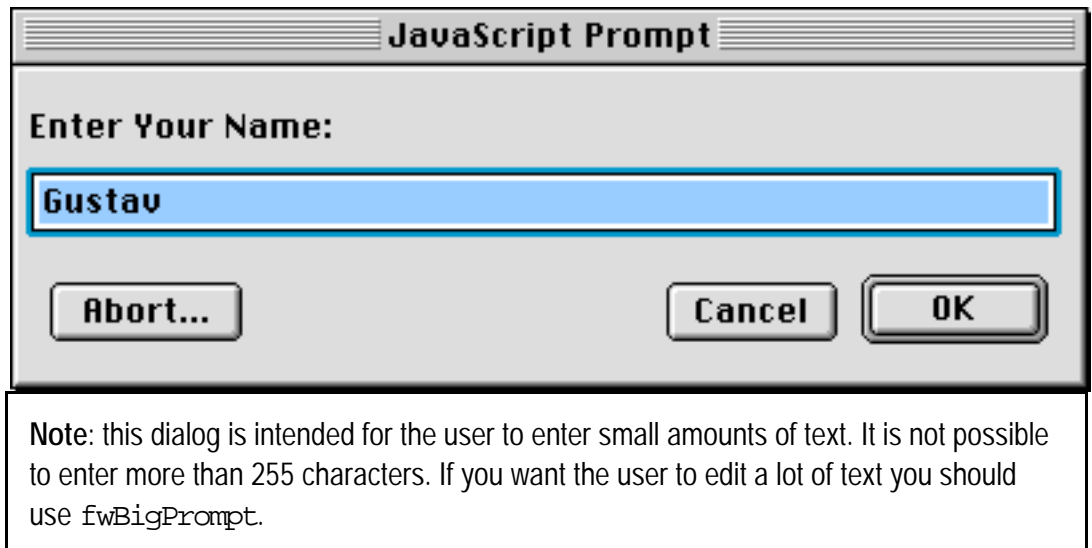 JavaScript Prompt
Enter Your Name:
Gustav
Abort...
Cancel
OK
Note: this dialog is intended for the user to enter small amounts of text. It is not possible
to enter more than 255 characters. If you want the user to edit a lot of text you should
use fwBigPrompt.